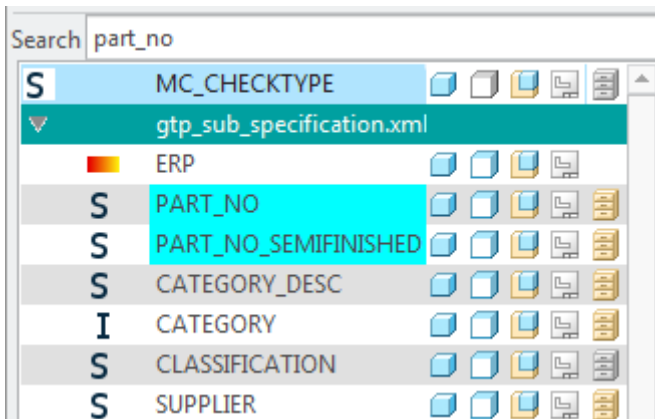 Search part_no
S MC_CHECKTYPE
gtp_sub_specification.xml
ERP
S PART_NO
S PART_NO_SEMIFINISHED
S CATEGORY_DESC
I CATEGORY
S CLASSIFICATION
S SUPPLIER